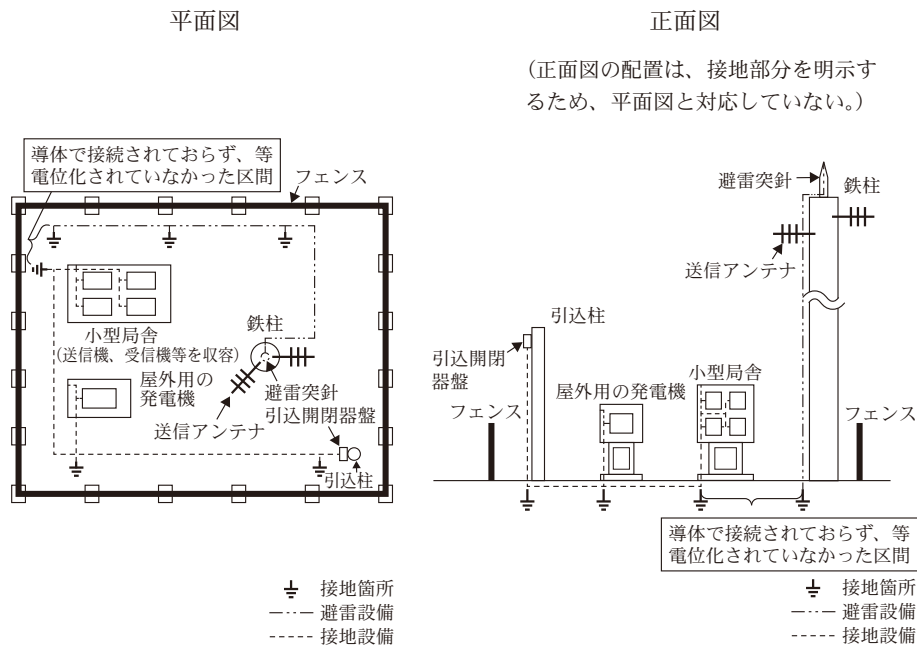 平面図
導体で接続されておらず、等
電位化されていなかった区間
フェンス
小型局舎
(送信機、受信機等を収容)
鉄柱
屋外用の
発電機
避雷突針
引込開閉器盤
送信アンテナ
引込柱
接地箇所
避雷設備
接地設備
正面図
(正面図の配置は、接地部分を明示す
るため、平面図と対応していない。)
避雷突針
鉄柱
送信アンテナ
引込柱
引込開閉
器盤
小型局舎
屋外用の発電機
フェンス
フェンス
導体で接続されておらず、等
電位化されていなかった区間
接地箇所
避雷設備
接地設備